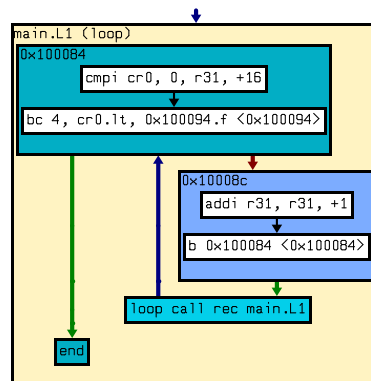 main.L1 (loop)
0x100084
cmpi cr0, 0, r31, +16
bc 4, cr0.lt, 0x100094.f <0x100094>
0x10008c
addi r31, r31, +1
b 0x100084 <0x100084>
loop call rec main.L1
end